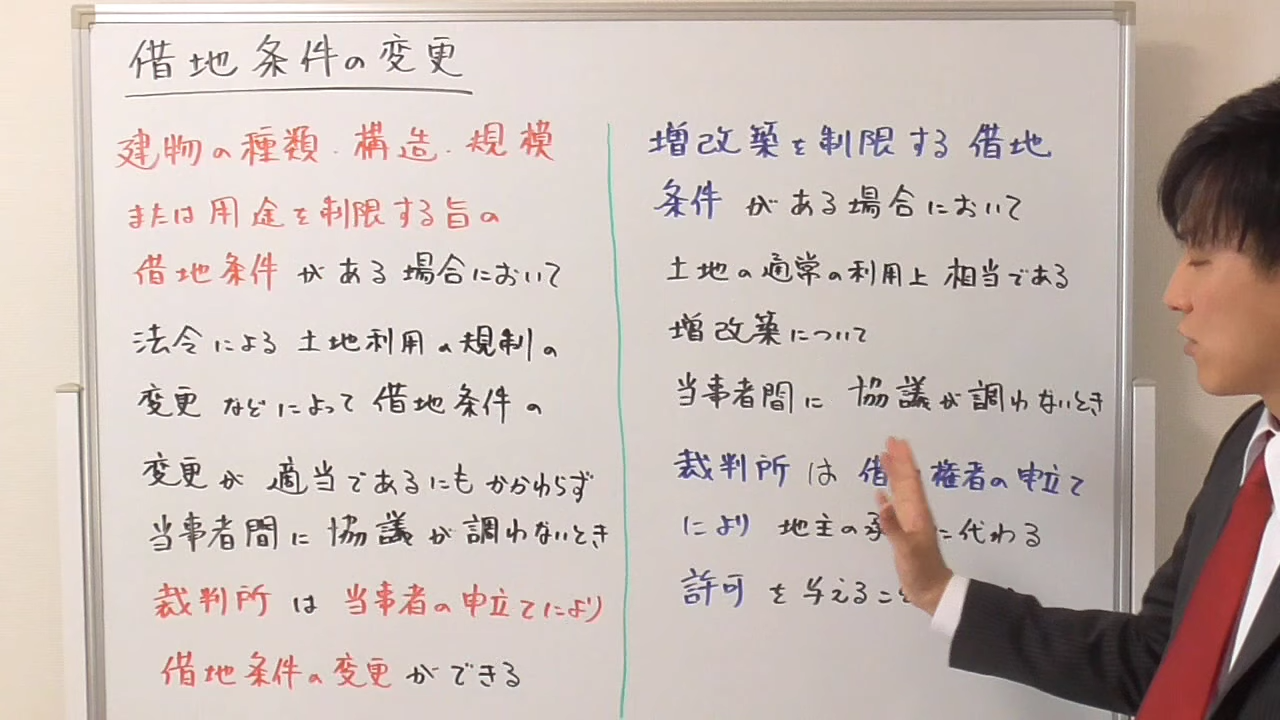 借地条件の変更
建物の種類・構造・規模
または用途を制限する旨の
借地条件がある場合において
法令による土地利用の規制の
変更などによって借地条件の
変更が適当であるにもかかわらず
当事者間に協議が調わないとき
裁判所は当事者の申立てにより
借地条件の変更ができる
増改築を制限する借地
条件がある場合において
土地の通常の利用上相当である
増改築について
当事者間に協議が調わないとき
裁判所は借 権者の申立て
により地主の承 に代わる
許可を与えること